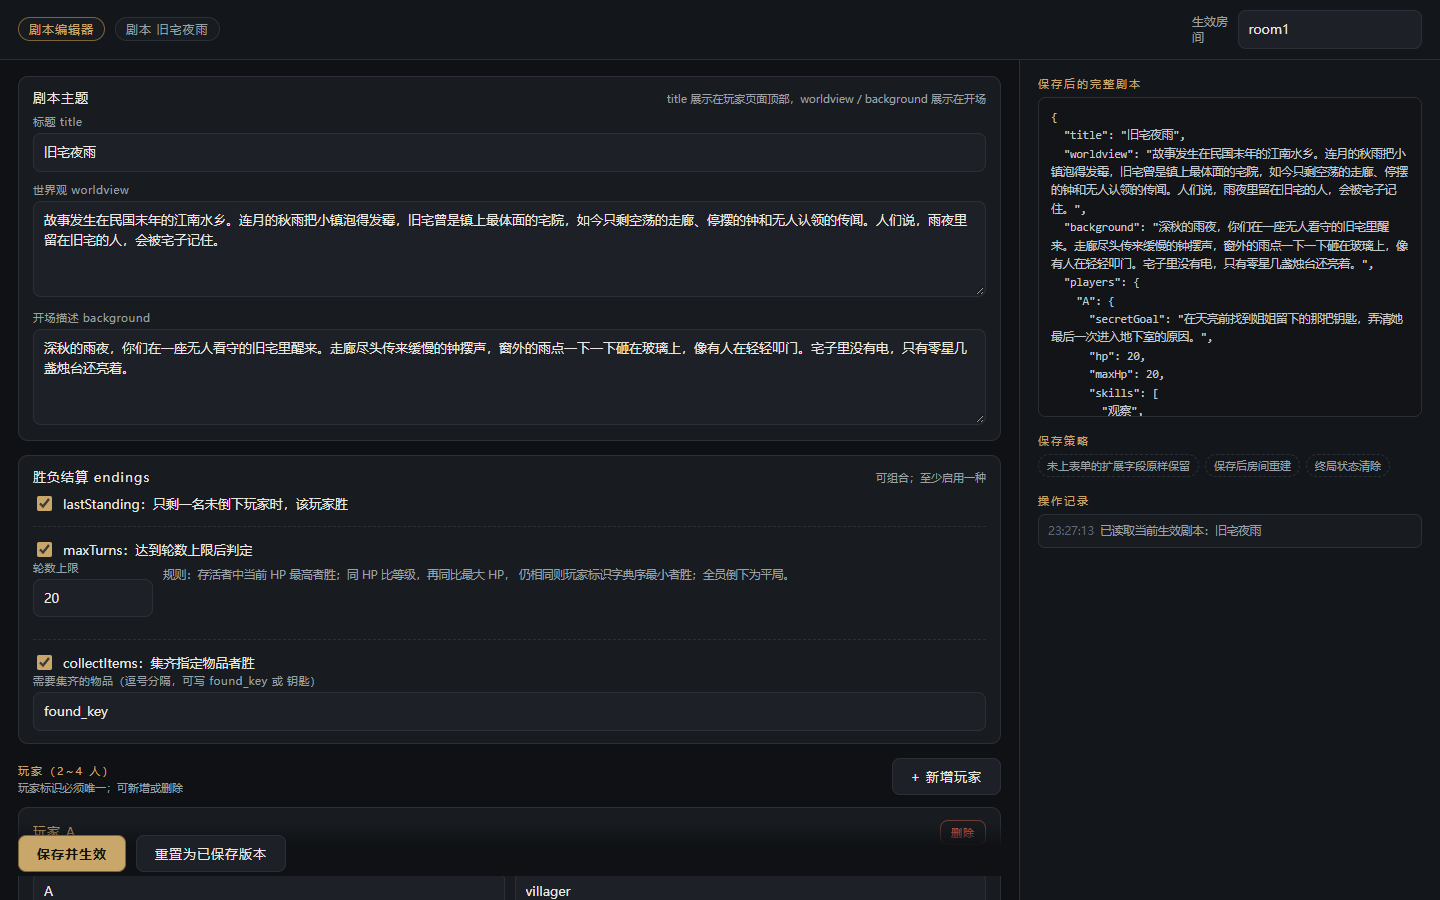 剧本编辑器
剧本 旧宅夜雨
生效房
间
room1
剧本主题
title 展示在玩家页面顶部，worldview / background 展示在开场
标题 title
旧宅夜雨
世界观 worldview
故事发生在民国末年的江南水乡。连月的秋雨把小镇泡得发霉，旧宅曾是镇上最体面的宅院，如今只剩空荡的走廊、停摆的钟和无人认领的传闻。人们说，雨夜里
留在旧宅的人，会被宅子记住。
开场描述 background
深秋的雨夜，你们在一座无人看守的旧宅里醒来。走廊尽头传来缓慢的钟摆声，窗外的雨点一下一下砸在玻璃上，像有人在轻轻叩门。宅子里没有电，只有零星几
盏烛台还亮着。
胜负结算 endings
可组合；至少启用一种
lastStanding：只剩一名未倒下玩家时，该玩家胜
maxTurns：达到轮数上限后判定
轮数上限
规则：存活者中当前 HP 最高者胜；同 HP 比等级，再同比最大 HP， 仍相同则玩家标识字典序最小者胜；全员倒下为平局。
20
collectItems：集齐指定物品者胜
需要集齐的物品（逗号分隔，可写 found_key 或 钥匙）
found_key
玩家（2~4 人）
玩家标识必须唯一；可新增或删除
+ 新增玩家
玩家 A
删除
保存并生效
重置为已保存版本
A
villager
保存后的完整剧本
{
"title": "旧宅夜雨",
"worldview": "故事发生在民国末年的江南水乡。连月的秋雨把小
镇泡得发霉，旧宅曾是镇上最体面的宅院，如今只剩空荡的走廊、停摆
的钟和无人认领的传闻。人们说，雨夜里留在旧宅的人，会被宅子记
住。",
"background": "深秋的雨夜，你们在一座无人看守的旧宅里醒
来。走廊尽头传来缓慢的钟摆声，窗外的雨点一下一下砸在玻璃上，像
有人在轻轻叩门。宅子里没有电，只有零星几盏烛台还亮着。",
"players": {
"A": {
"secretGoal": "在天亮前找到姐姐留下的那把钥匙，弄清她
最后一次进入地下室的原因。",
"hp": 20,
"maxHp": 20,
"skills": [
"观察",
保存策略
未上表单的扩展字段原样保留
保存后房间重建
终局状态清除
操作记录
23:27:13 已读取当前生效剧本：旧宅夜雨